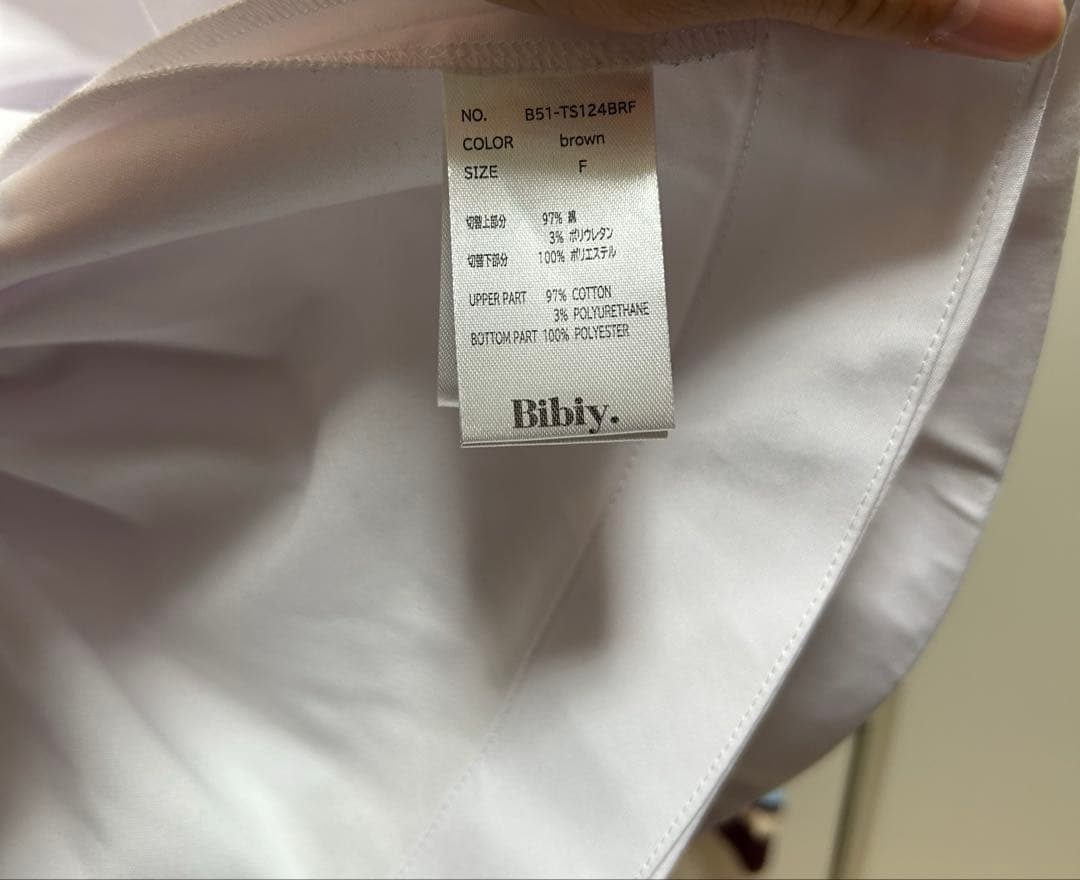 NO. B51-TS124BRF
COLOR brown
SIZE F
切替上部分 97% 綿
3% ポリウレタン
切替下部分 100% ポリエステル
UPPER PART 97% COTTON
3% POLYURETHANE
BOTTOM PART 100% POLYESTER
Bibiy.